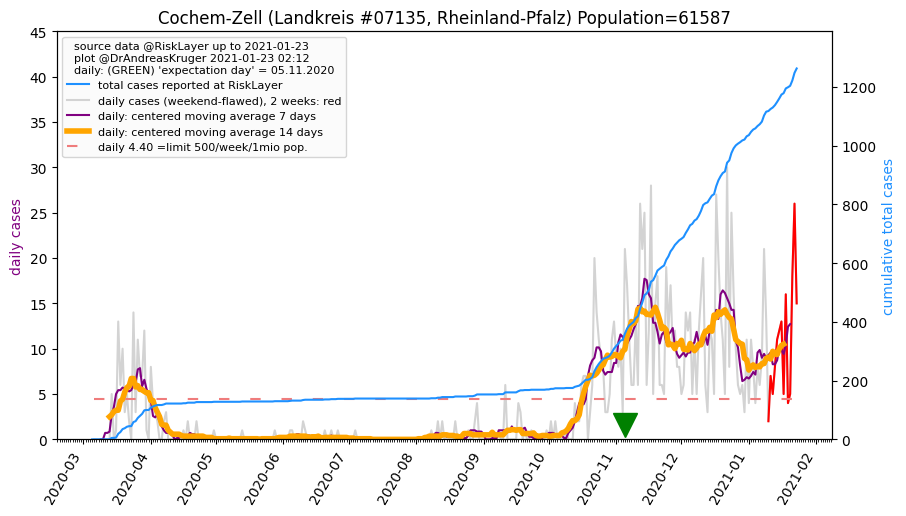 Cochem-Zell (Landkreis #07135, Rheinland-Pfalz) Population=61587
source data @RiskLayer up to 2021-01-23
plot @DrAndreasKruger 2021-01-23 02:12
daily: (GREEN) 'expectation day' = 05.11.2020
total cases reported at RiskLayer
daily cases (weekend-flawed), 2 weeks: red
daily: centered moving average 7 days
daily: centered moving average 14 days
daily 4.40 =limit 500/week/1mio pop.
daily cases
45
40
35
30
25
20
15
10
5
0
cumulative total cases
1200
1000
800
600
400
200
0
2020-03
2020-04
2020-05
2020-06
2020-07
2020-08
2020-09
2020-10
2020-11
2020-12
2021-01
2021-02